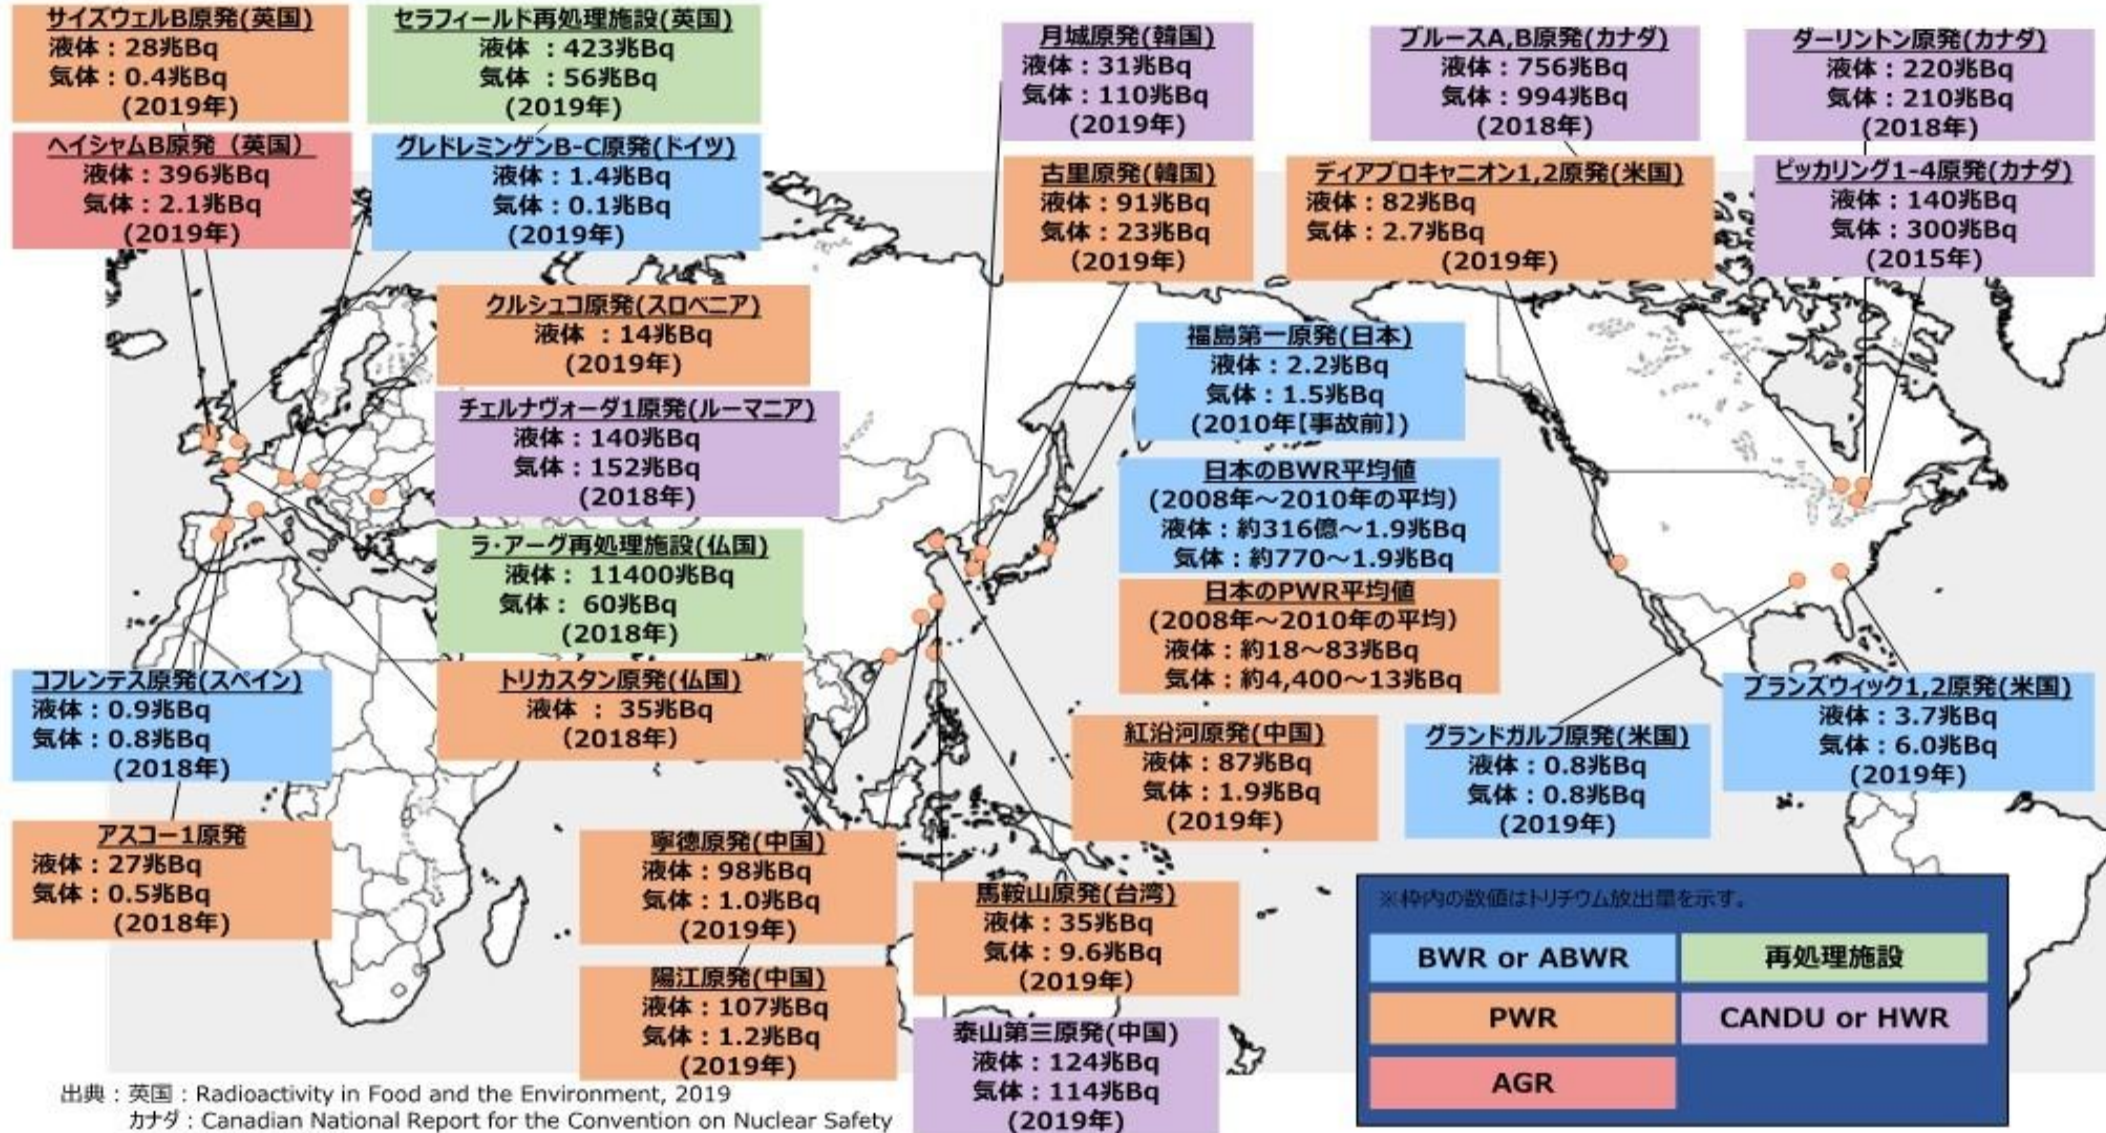 サイズウェルB原発(英国)
液体：28兆Bq
気体：0.4兆Bq
(2019年)
セラフィールド再処理施設(英国)
液体 ：423兆Bq
気体 ：56兆Bq
(2019年)
月城原発(韓国)
液体：31兆Bq
気体：110兆Bq
(2019年)
ブルースA,B原発(カナダ)
液体：756兆Bq
気体：994兆Bq
(2018年)
ダーリントン原発(カナダ)
液体：220兆Bq
気体：210兆Bq
(2018年)
ヘイシャムB原発（英国）
液体：396兆Bq
気体：2.1兆Bq
(2019年)
グレドレミンゲンB-C原発(ドイツ)
液体：1.4兆Bq
気体：0.1兆Bq
(2019年)
古里原発(韓国)
液体：91兆Bq
気体：23兆Bq
（2019年）
ディアブロキャニオン1,2原発(米国)
液体：82兆Bq
気体：2.7兆Bq
(2019年)
ピッカリング1-4原発(カナダ)
液体：140兆Bq
気体：300兆Bq
(2015年)
クルシュコ原発(スロベニア)
液体 ：14兆Bq
(2019年)
福島第一原発(日本)
液体：2.2兆Bq
気体：1.5兆Bq
(2010年【事故前】)
チェルナヴォーダ1原発(ルーマニア)
液体：140兆Bq
気体：152兆Bq
(2018年)
日本のBWR平均値
(2008年～2010年の平均）
液体：約316億～1.9兆Bq
気体：約770～1.9兆Bq
ラ・アーグ再処理施設(仏国)
液体： 11400兆Bq
気体： 60兆Bq
(2018年)
日本のPWR平均値
(2008年～2010年の平均）
液体：約18～83兆Bq
気体：約4,400～13兆Bq
コフレンテス原発(スペイン)
液体：0.9兆Bq
気体：0.8兆Bq
(2018年)
トリカスタン原発(仏国)
液体 ： 35兆Bq
（2018年）
紅沿河原発(中国)
液体：87兆Bq
気体：1.9兆Bq
(2019年)
グランドガルフ原発(米国)
液体：0.8兆Bq
気体：0.8兆Bq
(2019年)
ブランズウィック1,2原発(米国)
液体：3.7兆Bq
気体：6.0兆Bq
(2019年)
アスコー1原発
液体：27兆Bq
気体：0.5兆Bq
(2018年)
寧徳原発(中国)
液体：98兆Bq
気体：1.0兆Bq
(2019年)
馬鞍山原発(台湾)
液体：35兆Bq
気体：9.6兆Bq
(2019年）
陽江原発(中国)
液体：107兆Bq
気体：1.2兆Bq
(2019年)
泰山第三原発(中国)
液体：124兆Bq
気体：114兆Bq
(2019年)
※枠内の数値はトリチウム放出量を示す。
BWR or ABWR
再処理施設
PWR
CANDU or HWR
AGR
出典：英国：Radioactivity in Food and the Environment, 2019
カナダ：Canadian National Report for the Convention on Nuclear Safety